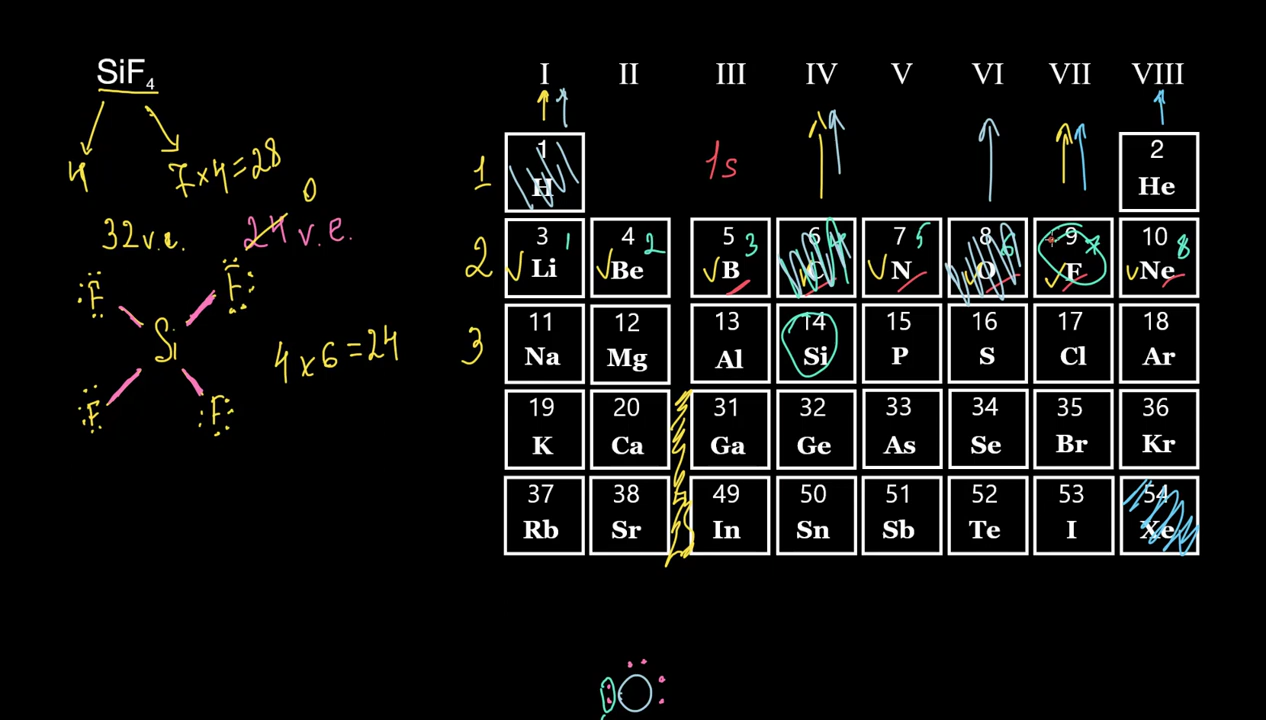 SiF₄
4
7×4=28
32 v.e.
24 v.e.
0
F
F
Si
F
F
4×6=24
I II III IV V VI VII VIII
1
1
H
1s
2
He
2
3 1
Li
4 2
Be
5 3
B
6 4
C
7 5
N
8 6
O
9 7
F
10 8
Ne
3
11
Na
12
Mg
13
Al
14
Si
15
P
16
S
17
Cl
18
Ar
19
K
20
Ca
31
Ga
32
Ge
33
As
34
Se
35
Br
36
Kr
37
Rb
38
Sr
49
In
50
Sn
51
Sb
52
Te
53
I
54
Xe